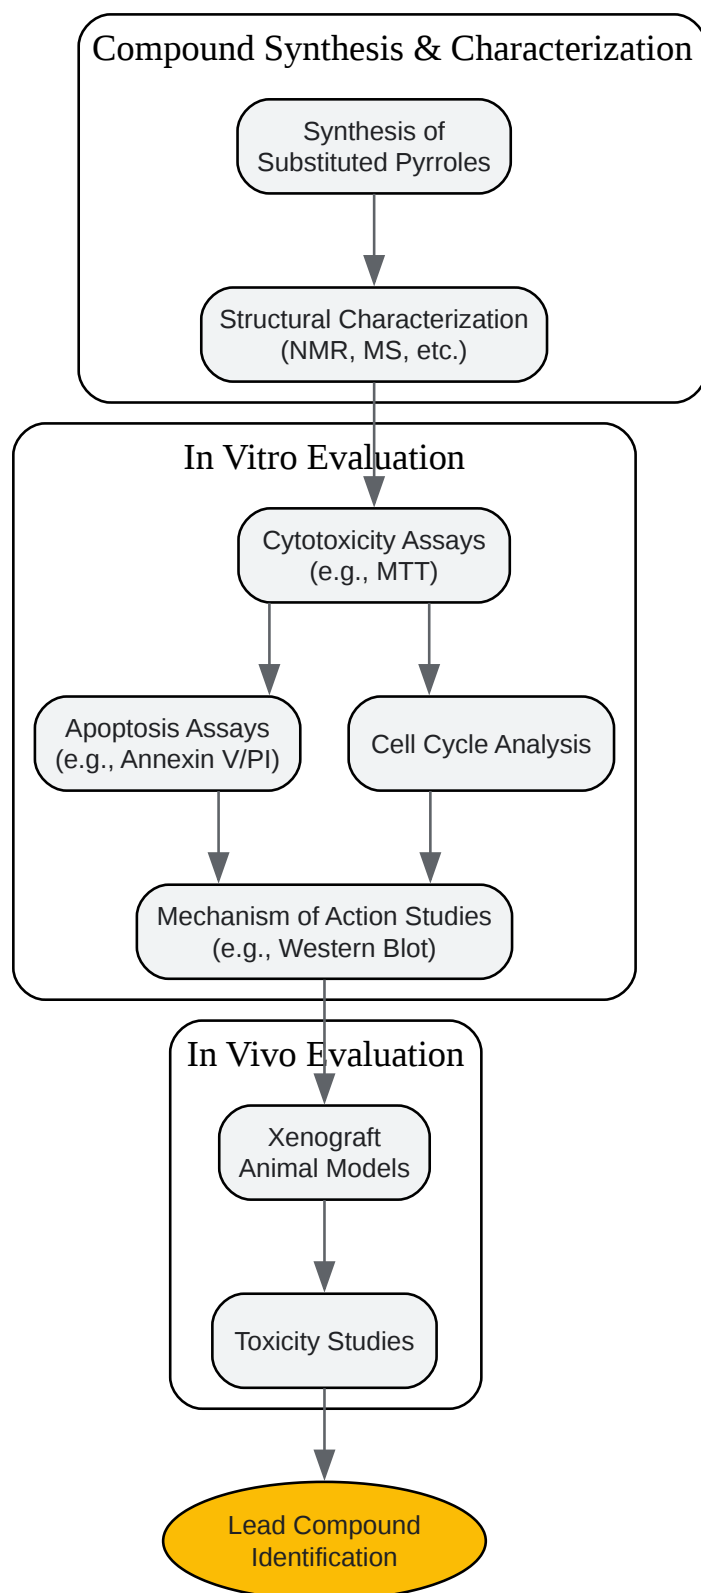 Compound Synthesis & Characterization
Synthesis of
Substituted Pyrroles
Structural Characterization
(NMR, MS, etc.)
In Vitro Evaluation
Cytotoxicity Assays
(e.g., MTT)
Apoptosis Assays
(e.g., Annexin V/PI)
Cell Cycle Analysis
Mechanism of Action Studies
(e.g., Western Blot)
In Vivo Evaluation
Xenograft
Animal Models
Toxicity Studies
Lead Compound
Identification